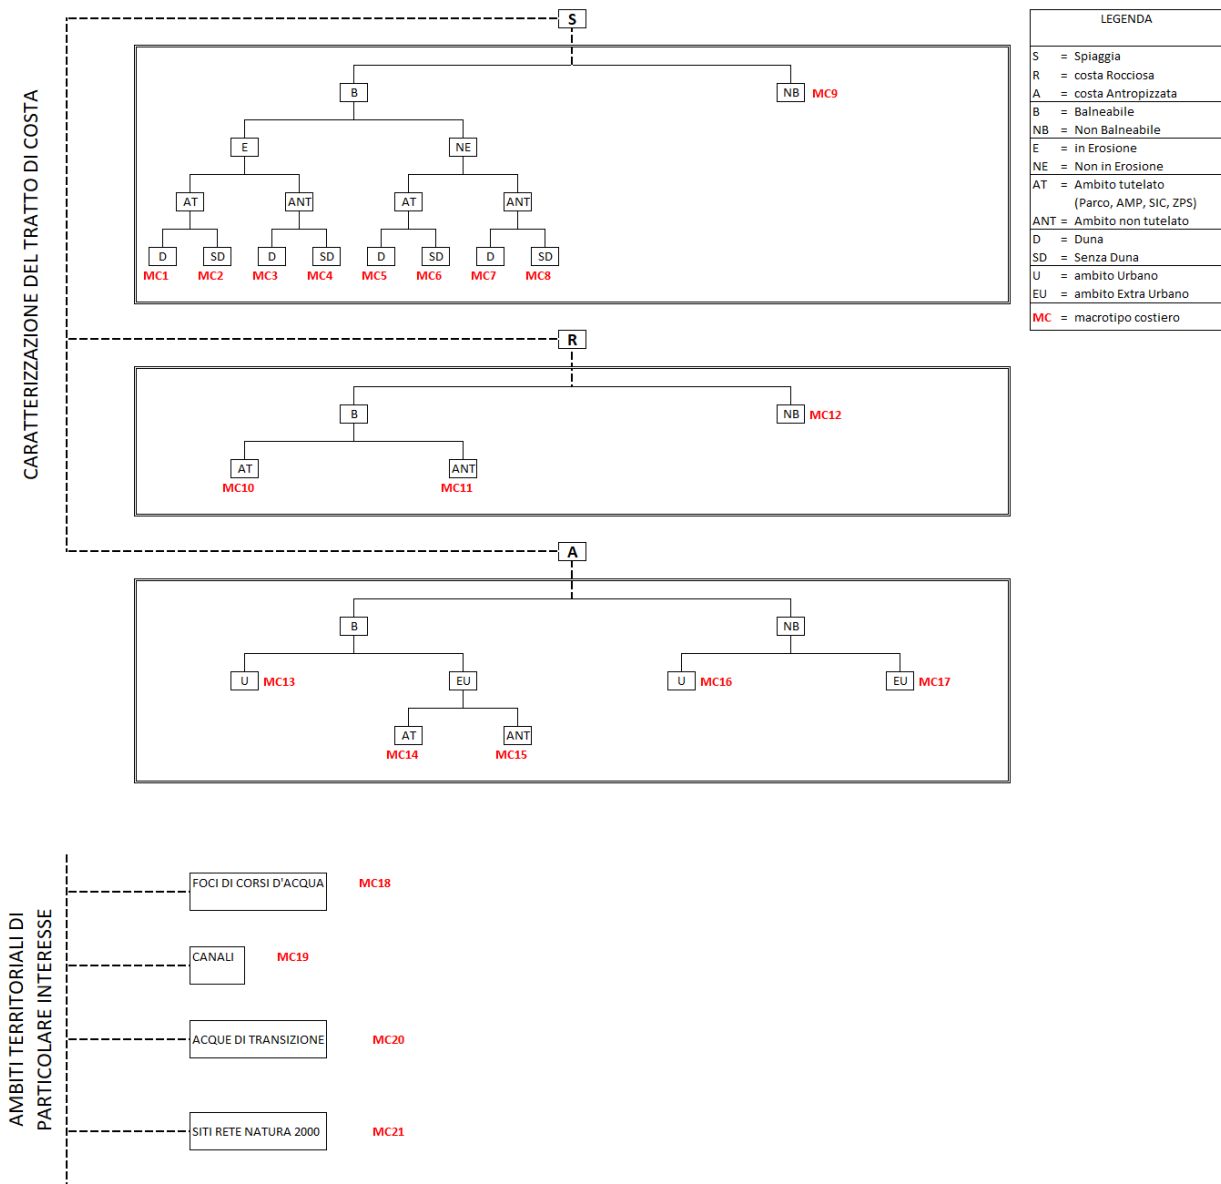 CARATTERIZZAZIONE DEL TRATTO DI COSTA
S
B
NB MC9
E
NE
AT
ANT
AT
ANT
D
SD
D
SD
D
SD
D
SD
MC1
MC2
MC3
MC4
MC5
MC6
MC7
MC8
R
B
NB MC12
AT
ANT
MC10
MC11
A
B
NB
U MC13
EU
U MC16
EU MC17
AT
ANT
MC14
MC15
LEGENDA
S = Spiaggia
R = costa Rocciosa
A = costa Antropizzata
B = Balneabile
NB = Non Balneabile
E = in Erosione
NE = Non in Erosione
AT = Ambito tutelato
(Parco, AMP, SIC, ZPS)
ANT = Ambito non tutelato
D = Duna
SD = Senza Duna
U = ambito Urbano
EU = ambito Extra Urbano
MC = macrotipo costiero
AMBITI TERRITORIALI DI
PARTICOLARE INTERESSE
FOCI DI CORSI D'ACQUA MC18
CANALI MC19
ACQUE DI TRANSIZIONE MC20
SITI RETE NATURA 2000 MC21